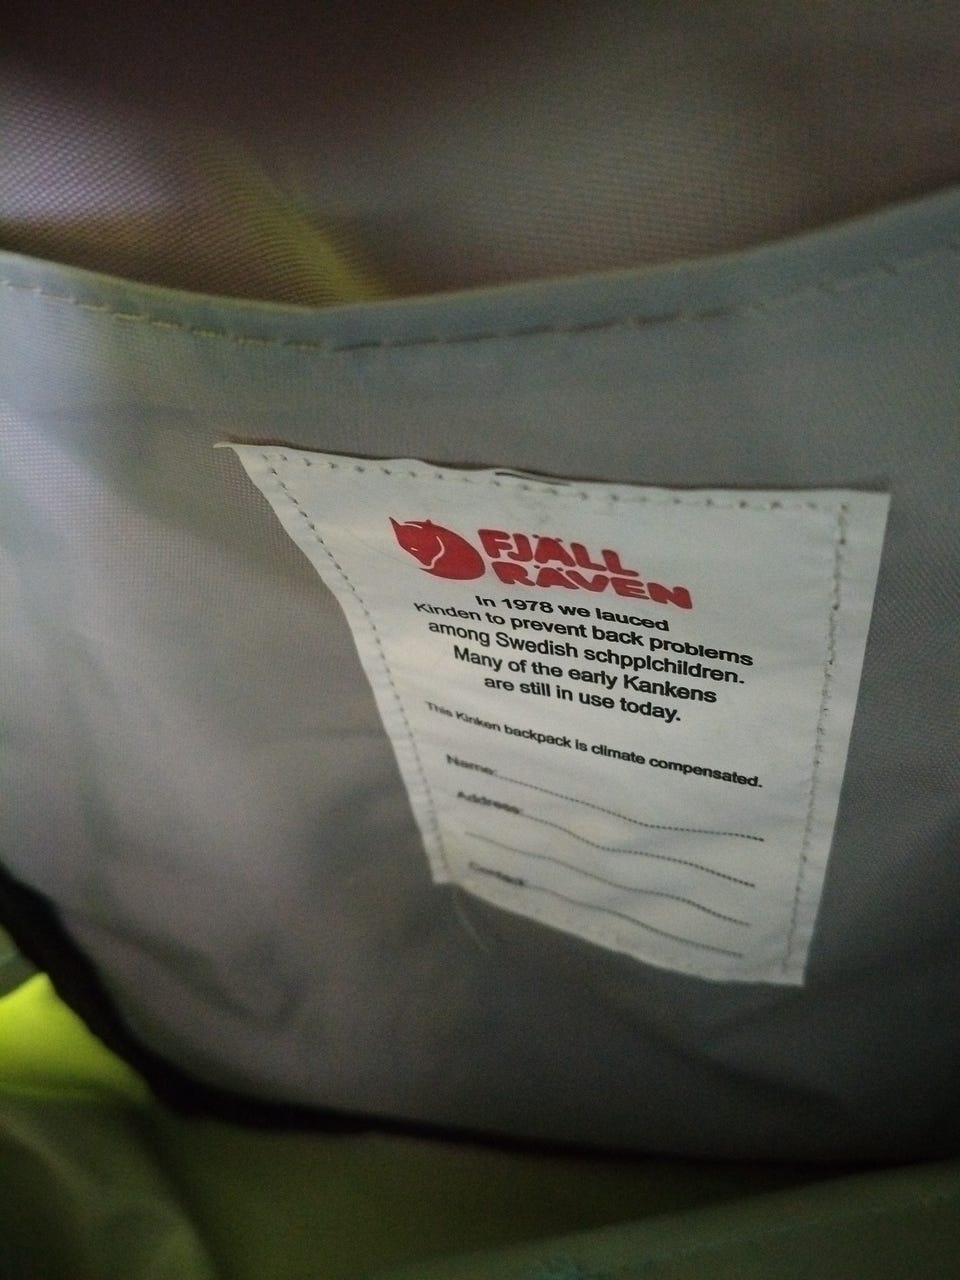 FJÄLL
RÄVEN
In 1978 we lauced
Kinden to prevent back problems
among Swedish schpplchildren.
Many of the early Kankens
are still in use today.
This Kinken backpack is climate compensated.
Name:
Address:
Contact: